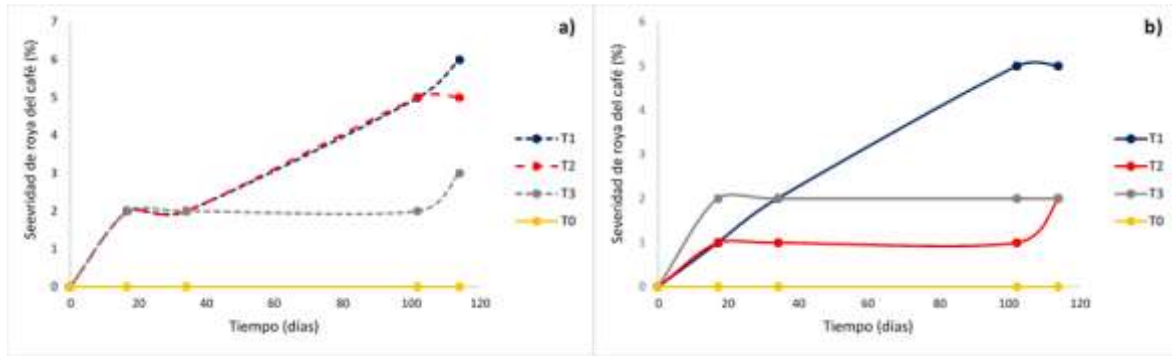 a)
Seevridad de roya del café (%)
7
6
5
4
3
2
1
0
0 20 40 60 80 100 120
Tiempo (días)
T1
T2
T3
T0
b)
Severidad de roya del café (%)
6
5
4
3
2
1
0
0 20 40 60 80 100 120
Tiempo (días)
T1
T2
T3
T0